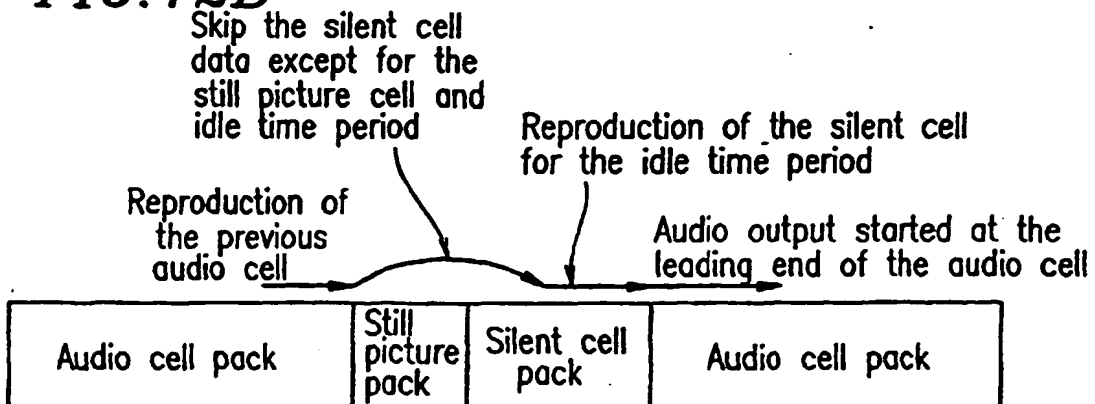 FIG. 72B
Skip the silent cell
data except for the
still picture cell and
idle time period
Reproduction of the silent cell
for the idle time period
Reproduction of
the previous
audio cell
Audio output started at the
leading end of the audio cell
Audio cell pack
Still
picture
pack
Silent cell
pack
Audio cell pack